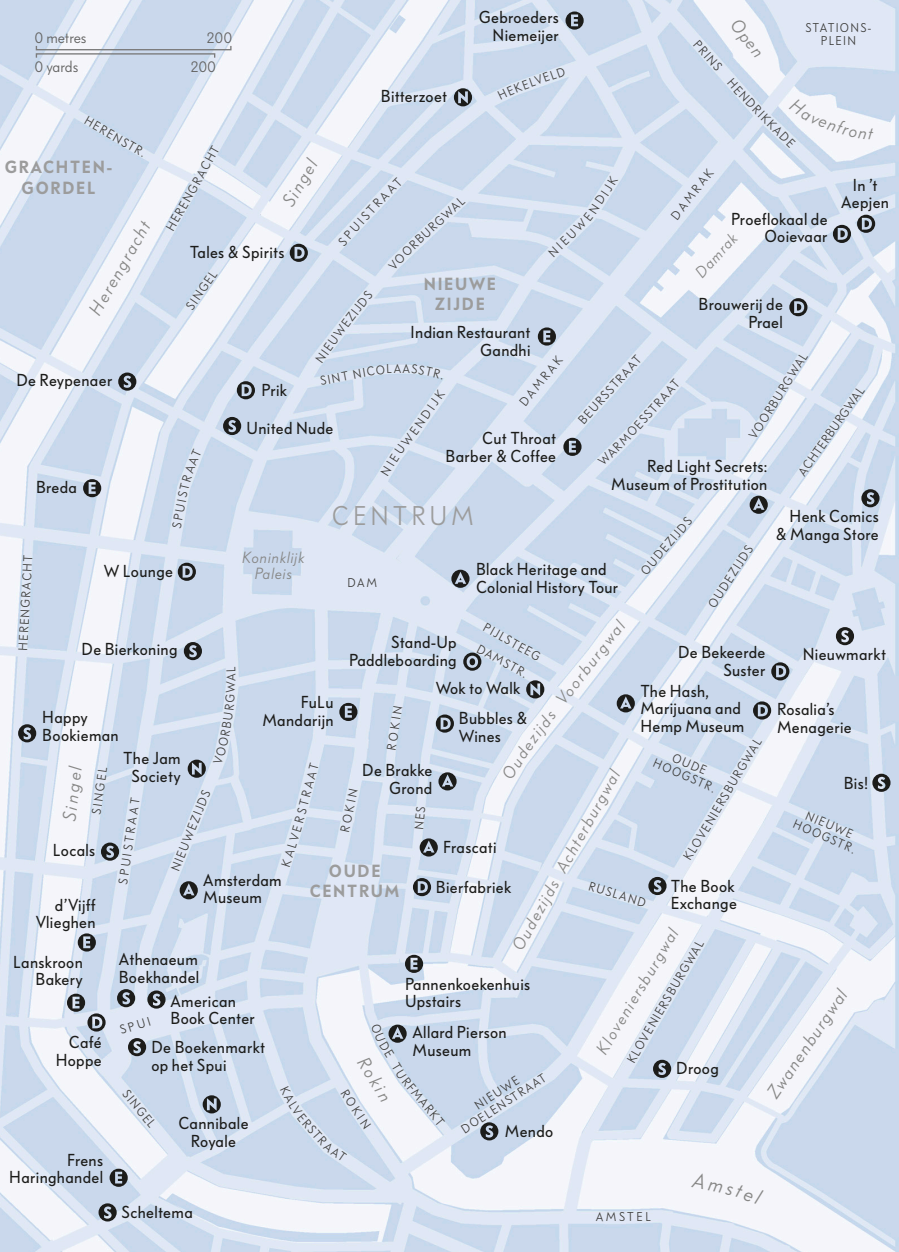 Gebroeders
Niemeijer
E
STATIONS-
PLEIN
Open
0 metres 200
0 yards 200
PRINS HENDRIKKADE
Bitterzoet N
HEKELVELD
Havenfront
HERENSTR.
GRACHTEN-
GORDEL
HERENGRACHT
Singel
SPUISTRAAT
VOORBURGWAL
NIEUWENDIJK
DAMRAK
In 't
Aepjen
D
Proeflokaal de
Ooievaar D
Damrak
Herengracht
Tales & Spirits D
SINGEL
NIEUWE
ZIJDE
NIEUWEZIJDS
Brouwerij de
Prael
D
Indian Restaurant
Gandhi
E
De Reypenaer S
D Prik
SINT NICOLAASSTR.
DAMRAK
BEURSSTRAAT
WARMOESSTRAAT
VOORBURGWAL
ACHTERBURGWAL
S United Nude
NIEUWENDIJK
Cut Throat
Barber & Coffee
E
Breda E
SPUISTRAAT
Red Light Secrets:
Museum of Prostitution
A
S
Henk Comics
& Manga Store
CENTRUM
OUDEZIJDS
OUDEZIJDS
HERENGRACHT
W Lounge D
Koninklijk
Paleis
DAM
A Black Heritage and
Colonial History Tour
De Bierkoning S
Stand-Up
Paddleboarding O
PIJLSTEEG
DAMSTR.
Oudezijds Voorburgwal
S
Nieuwmarkt
De Bekeerde
Suster D
Wok to Walk N
VOORBURGWAL
FuLu
Mandarijn
E
ROKIN
D Bubbles &
Wines
A The Hash,
Marijuana and
Hemp Museum
D Rosalia's
Menagerie
S Happy
Bookieman
The Jam
Society
N
De Brakke
Grond
A
OUDE
HOOGSTR.
KLOVENIERSBURGWAL
Bis! S
Singel
SINGEL
SPUISTRAAT
NIEUWEZIJDS
KALVERSTRAAT
ROKIN
NES
Oudezijds Achterburgwal
NIEUWE
HOOGSTR.
Locals S
A Frascati
A Amsterdam
Museum
OUDE
CENTRUM
D Bierfabriek
RUSLAND
S The Book
Exchange
d'Vijff
Vlieghen
E
Lanskroon
Bakery
E
Athenaeum
Boekhandel
S
S American
Book Center
E
Pannenkoekenhuis
Upstairs
Kloveniersburgwal
KLOVENIERSBURGWAL
Zwanenburgwal
D
Café
Hoppe
SPUI
S De Boekenmarkt
op het Spui
A Allard Pierson
Museum
OUDE TURFMARKT
Rokin
S Droog
SINGEL
N
Cannibale
Royale
KALVERSTRAAT
ROKIN
NIEUWE
DOELENSTRAAT
S Mendo
Frens
Haringhandel E
S Scheltema
Amstel
AMSTEL